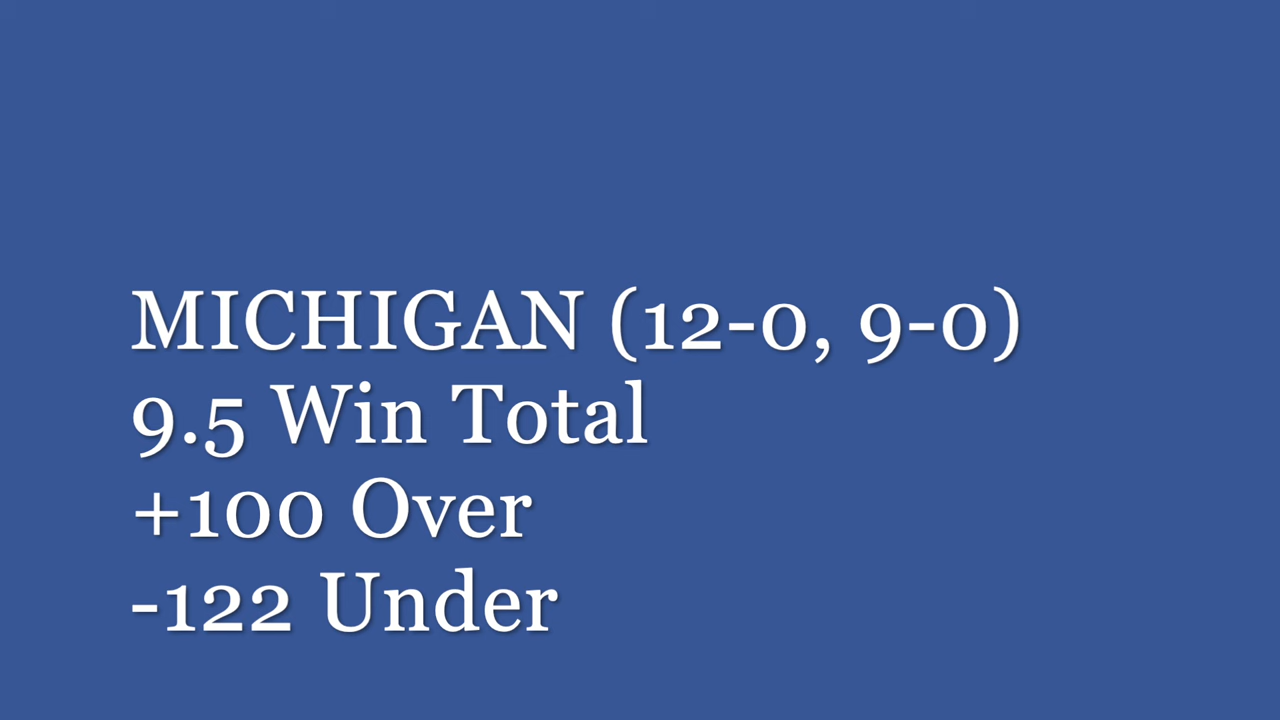 MICHIGAN (12-0, 9-0)
9.5 Win Total
+100 Over
-122 Under